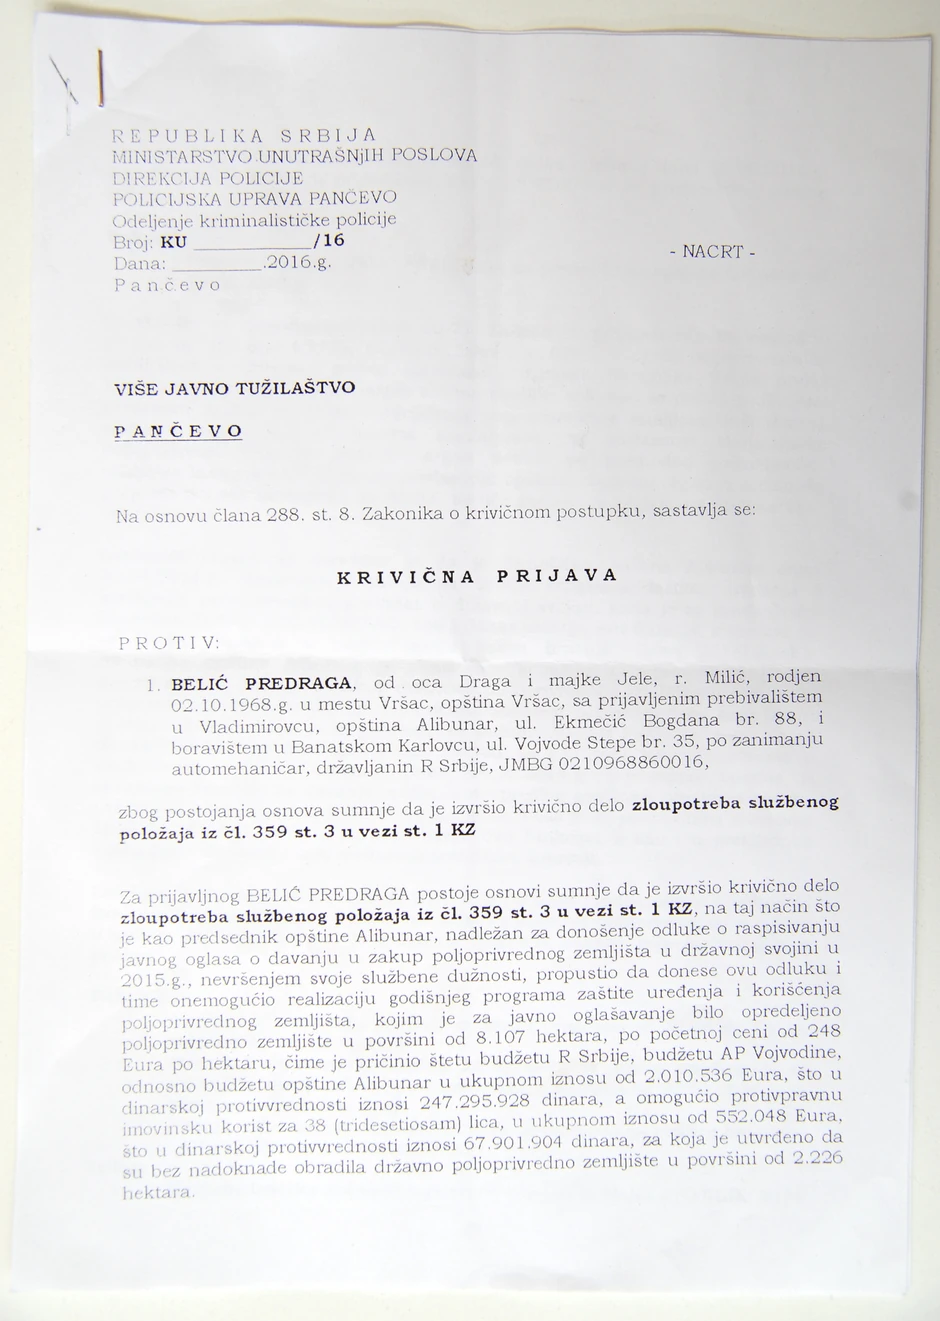 REPUBLIKA SRBIJA
MINISTARSTVO UNUTRAŠNjIH POSLOVA
DIREKCIJA POLICIJE
POLICIJSKA UPRAVA PANČEVO
Odeljenje kriminalističke policije
Broj: KU __________/16
Dana: ________.2016.g.
Pančevo
- NACRT -
VIŠE JAVNO TUŽILAŠTVO
PANČEVO
Na osnovu člana 288. st. 8. Zakonika o krivičnom postupku, sastavlja se:
KRIVIČNA PRIJAVA
PROTIV:
1. BELIĆ PREDRAGA, od oca Draga i majke Jele, r. Milić, rodjen
02.10.1968.g. u mestu Vršac, opština Vršac, sa prijavljenim prebivalištem
u Vladimirovcu, opština Alibunar, ul. Ekmečić Bogdana br. 88, i
boravištem u Banatskom Karlovcu, ul. Vojvode Stepe br. 35, po zanimanju
automehaničar, državljanin R Srbije, JMBG 0210968860016,
zbog postojanja osnova sumnje da je izvršio krivično delo zloupotreba službenog
položaja iz čl. 359 st. 3 u vezi st. 1 KZ
Za prijavljnog BELIĆ PREDRAGA postoje osnovi sumnje da je izvršio krivično delo
zloupotreba službenog položaja iz čl. 359 st. 3 u vezi st. 1 KZ, na taj način što
je kao predsednik opštine Alibunar, nadležan za donošenje odluke o raspisivanju
javnog oglasa o davanju u zakup poljoprivrednog zemljišta u državnoj svojini u
2015.g., nevršenjem svoje službene dužnosti, propustio da donese ovu odluku i
time onemogućio realizaciju godišnjeg programa zaštite uređenja i korišćenja
poljoprivrednog zemljišta, kojim je za javno oglašavanje bilo opredeljeno
poljoprivredno zemljište u površini od 8.107 hektara, po početnoj ceni od 248
Eura po hektaru, čime je pričinio štetu budžetu R Srbije, budžetu AP Vojvodine,
odnosno budžetu opštine Alibunar u ukupnom iznosu od 2.010.536 Eura, što u
dinarskoj protivvrednosti iznosi 247.295.928 dinara, a omogućio protivpravnu
imovinsku korist za 38 (tridesetiosam) lica, u ukupnom iznosu od 552.048 Eura,
što u dinarskoj protivvrednosti iznosi 67.901.904 dinara, za koja je utvrđeno da
su bez nadoknade obradila državno poljoprivredno zemljište u površini od 2.226
hektara.